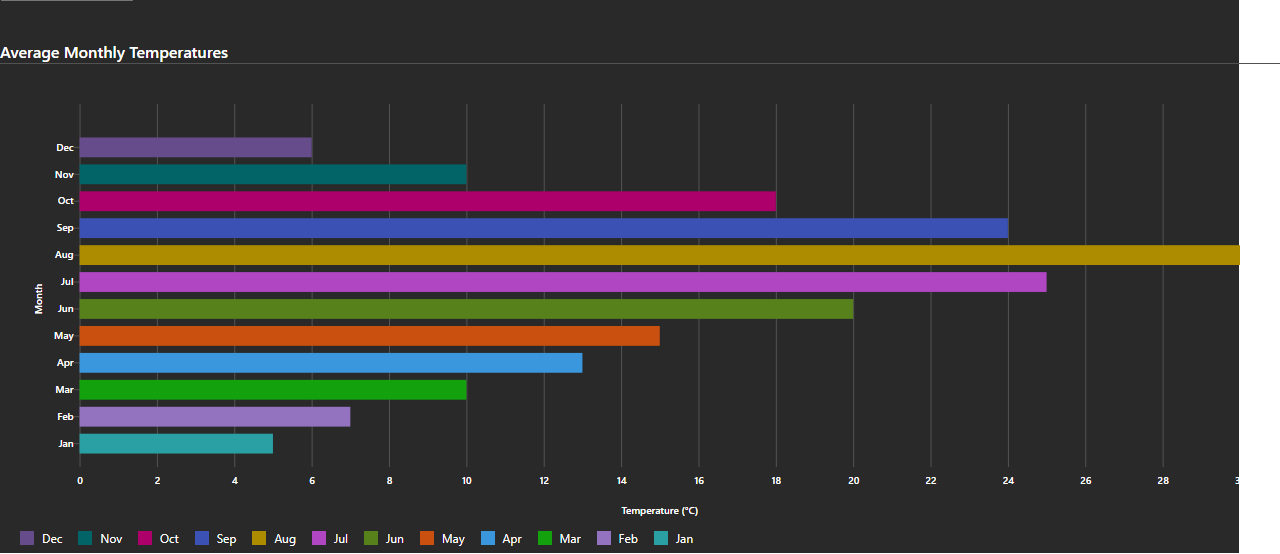 Average Monthly Temperatures
Dec
Nov
Oct
Sep
Aug
Jul
Jun
May
Apr
Mar
Feb
Jan
Month
0 2 4 6 8 10 12 14 16 18 20 22 24 26 28
Temperature (°C)
Dec Nov Oct Sep Aug Jul Jun May Apr Mar Feb Jan